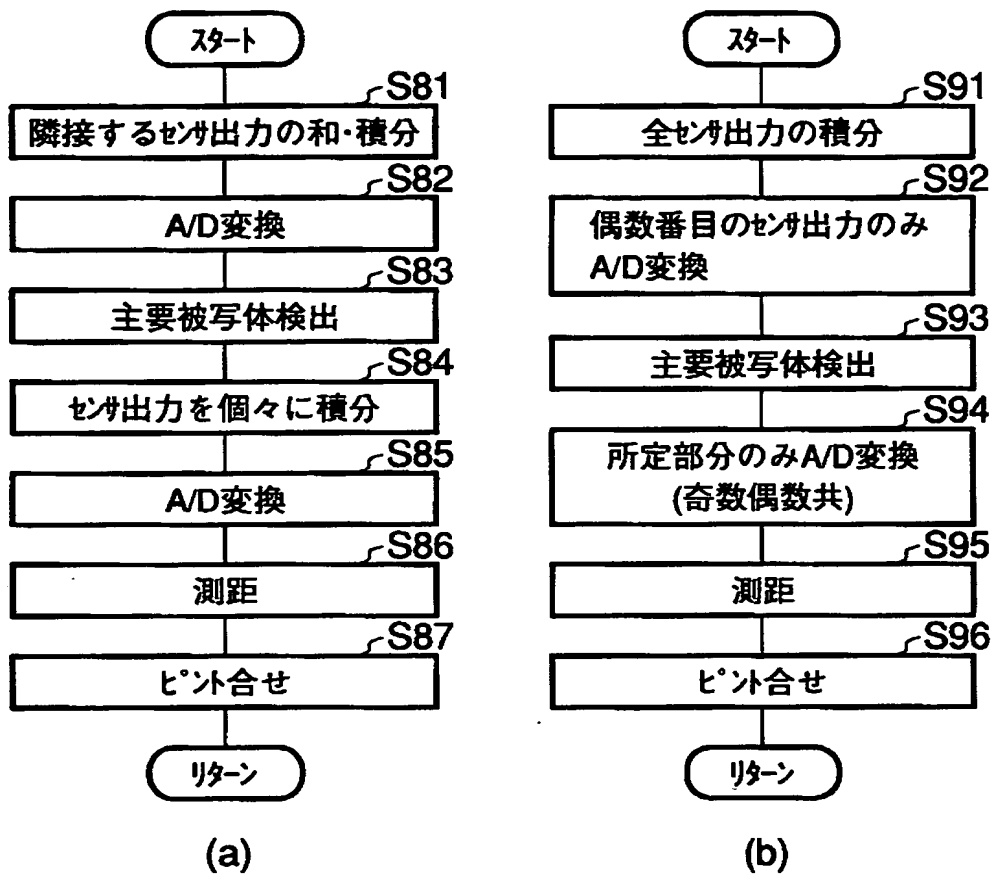 スタート
S81
隣接するｾﾝｻ出力の和・積分
S82
A/D変換
S83
主要被写体検出
S84
ｾﾝｻ出力を個々に積分
S85
A/D変換
S86
測距
S87
ﾋﾟﾝﾄ合せ
リターン
(a)
スタート
S91
全ｾﾝｻ出力の積分
S92
偶数番目のｾﾝｻ出力のみ
A/D変換
S93
主要被写体検出
S94
所定部分のみA/D変換
(奇数偶数共)
S95
測距
S96
ﾋﾟﾝﾄ合せ
リターン
(b)